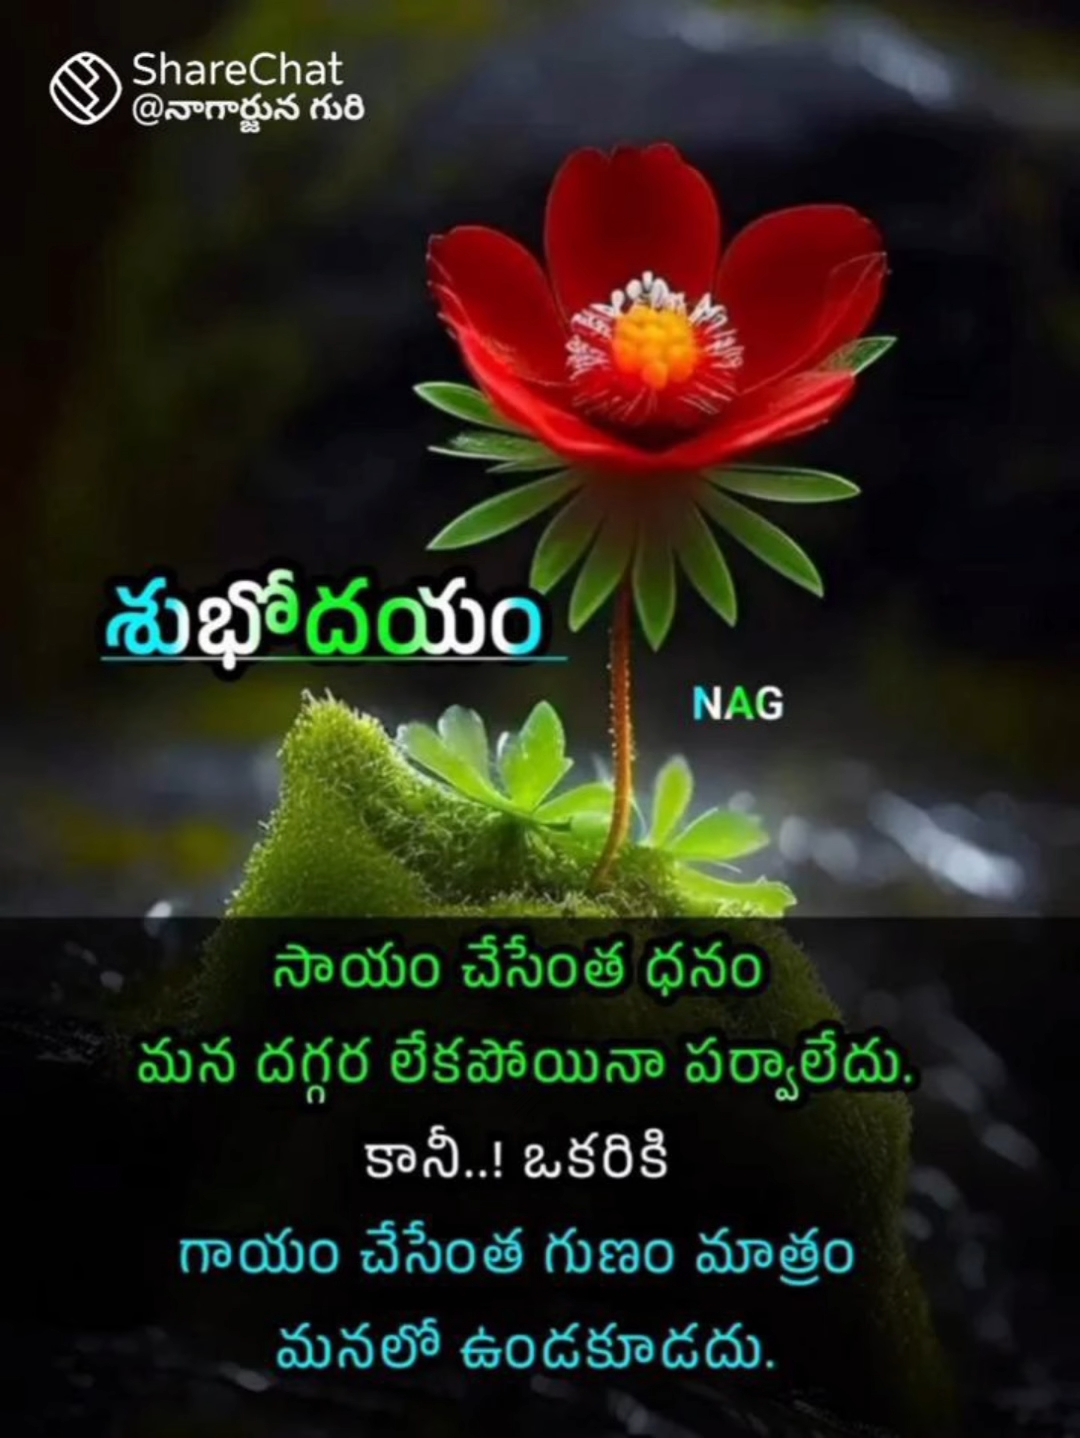 ShareChat
@నాగార్జున గురి
శుభోదయం
NAG
సాయం చేసేంత ధనం
మన దగ్గర లేకపోయినా పర్వాలేదు.
కానీ..! ఒకరికి
గాయం చేసేంత గుణం మాత్రం
మనలో ఉండకూడదు.